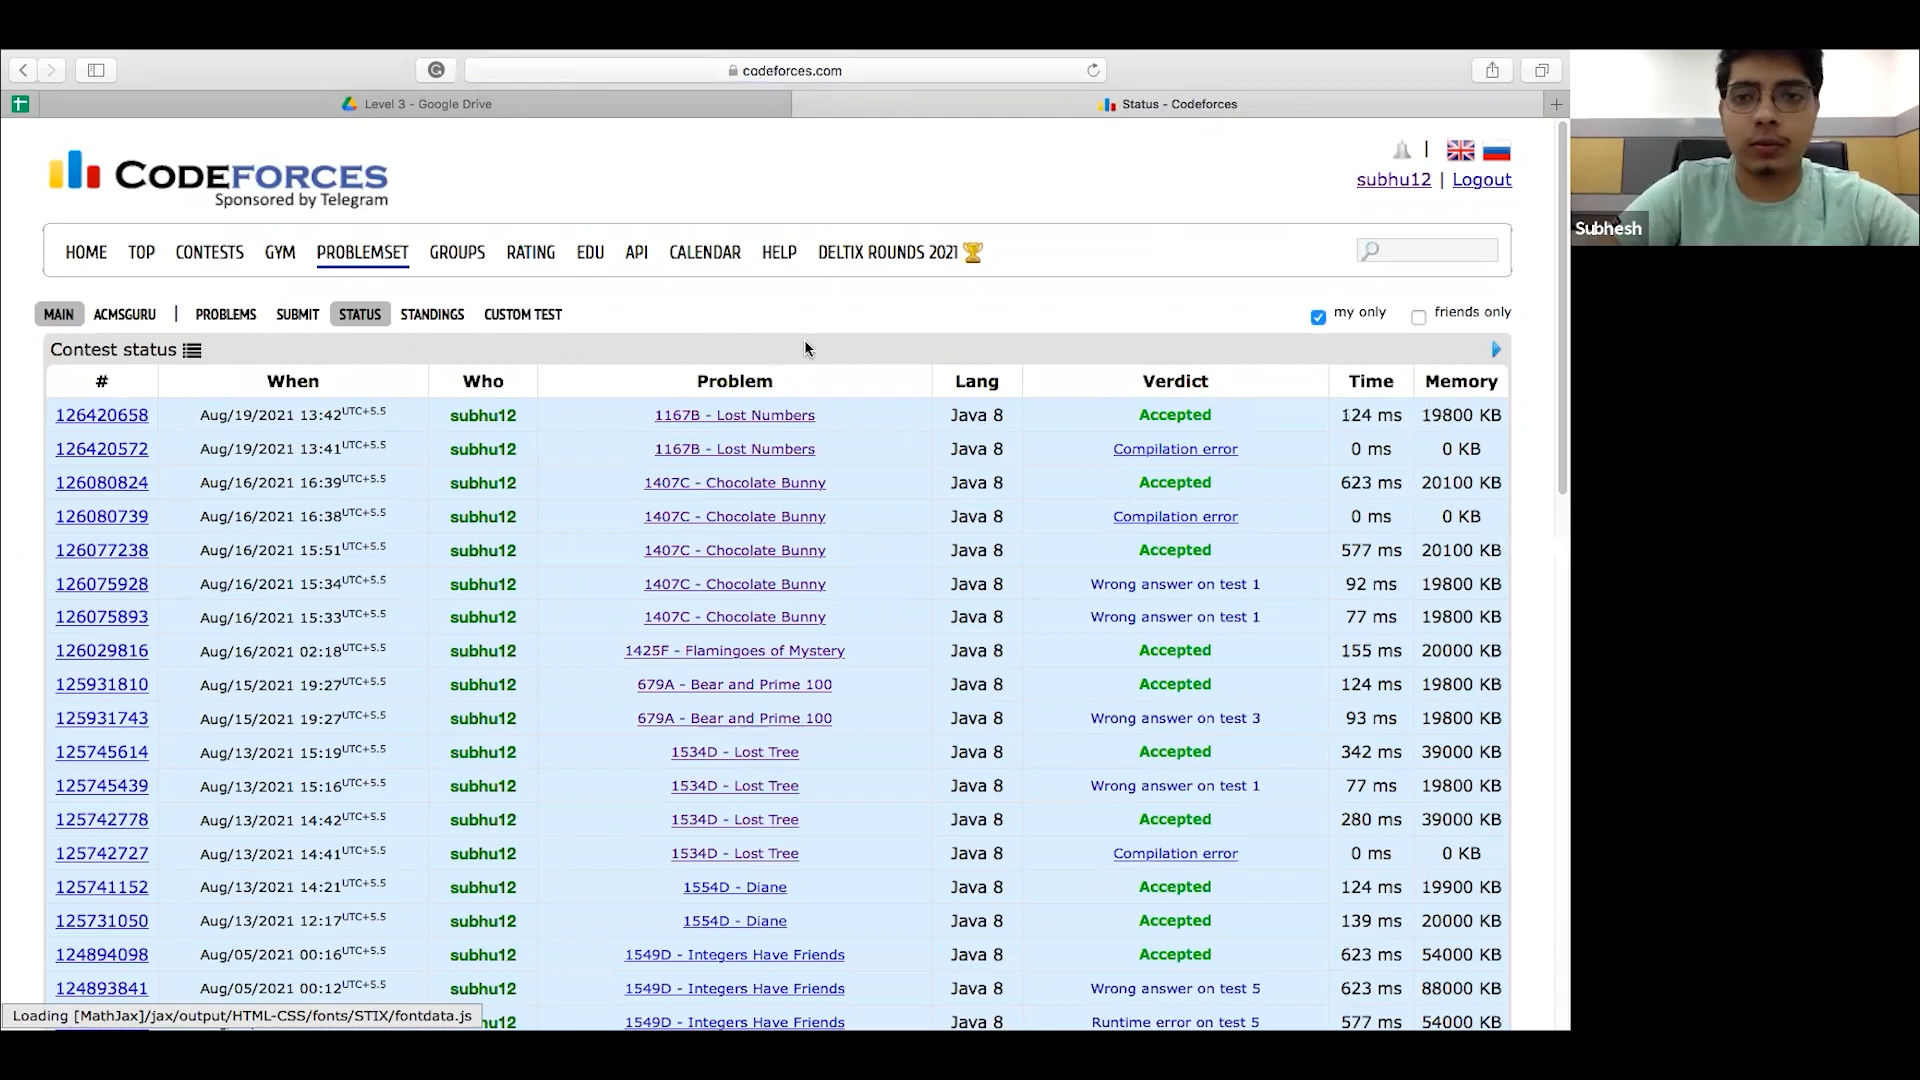 codeforces.com
Level 3 - Google Drive
Status - Codeforces
CODEFORCES
Sponsored by Telegram
subhu12 | Logout
Subhesh
HOME TOP CONTESTS GYM PROBLEMSET GROUPS RATING EDU API CALENDAR HELP DELTIX ROUNDS 2021
MAIN ACMSGURU | PROBLEMS SUBMIT STATUS STANDINGS CUSTOM TEST my only friends only
Contest status
# When Who Problem Lang Verdict Time Memory
126420658 Aug/19/2021 13:42UTC+5.5 subhu12 1167B - Lost Numbers Java 8 Accepted 124 ms 19800 KB
126420572 Aug/19/2021 13:41UTC+5.5 subhu12 1167B - Lost Numbers Java 8 Compilation error 0 ms 0 KB
126080824 Aug/16/2021 16:39UTC+5.5 subhu12 1407C - Chocolate Bunny Java 8 Accepted 623 ms 20100 KB
126080739 Aug/16/2021 16:38UTC+5.5 subhu12 1407C - Chocolate Bunny Java 8 Compilation error 0 ms 0 KB
126077238 Aug/16/2021 15:51UTC+5.5 subhu12 1407C - Chocolate Bunny Java 8 Accepted 577 ms 20100 KB
126075928 Aug/16/2021 15:34UTC+5.5 subhu12 1407C - Chocolate Bunny Java 8 Wrong answer on test 1 92 ms 19800 KB
126075893 Aug/16/2021 15:33UTC+5.5 subhu12 1407C - Chocolate Bunny Java 8 Wrong answer on test 1 77 ms 19800 KB
126029816 Aug/16/2021 02:18UTC+5.5 subhu12 1425F - Flamingoes of Mystery Java 8 Accepted 155 ms 20000 KB
125931810 Aug/15/2021 19:27UTC+5.5 subhu12 679A - Bear and Prime 100 Java 8 Accepted 124 ms 19800 KB
125931743 Aug/15/2021 19:27UTC+5.5 subhu12 679A - Bear and Prime 100 Java 8 Wrong answer on test 3 93 ms 19800 KB
125745614 Aug/13/2021 15:19UTC+5.5 subhu12 1534D - Lost Tree Java 8 Accepted 342 ms 39000 KB
125745439 Aug/13/2021 15:16UTC+5.5 subhu12 1534D - Lost Tree Java 8 Wrong answer on test 1 77 ms 19800 KB
125742778 Aug/13/2021 14:42UTC+5.5 subhu12 1534D - Lost Tree Java 8 Accepted 280 ms 39000 KB
125742727 Aug/13/2021 14:41UTC+5.5 subhu12 1534D - Lost Tree Java 8 Compilation error 0 ms 0 KB
125741152 Aug/13/2021 14:21UTC+5.5 subhu12 1554D - Diane Java 8 Accepted 124 ms 19900 KB
125731050 Aug/13/2021 12:17UTC+5.5 subhu12 1554D - Diane Java 8 Accepted 139 ms 20000 KB
124894098 Aug/05/2021 00:16UTC+5.5 subhu12 1549D - Integers Have Friends Java 8 Accepted 623 ms 54000 KB
124893841 Aug/05/2021 00:12UTC+5.5 subhu12 1549D - Integers Have Friends Java 8 Wrong answer on test 5 623 ms 88000 KB
Loading [MathJax]/jax/output/HTML-CSS/fonts/STIX/fontdata.js
hu12 1549D - Integers Have Friends Java 8 Runtime error on test 5 577 ms 54000 KB